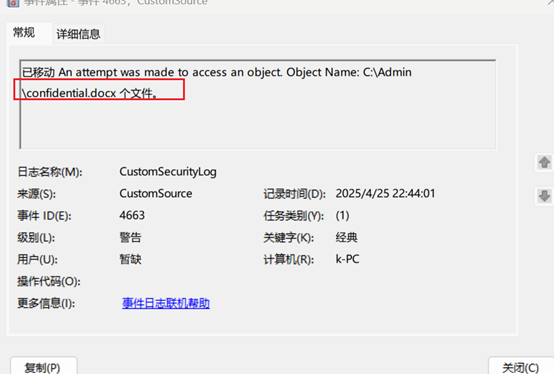 事件属性 - 事件 4663，CustomSource
常规 详细信息
已移动 An attempt was made to access an object. Object Name: C:\Admin
\confidential.docx 个文件。
日志名称(M): CustomSecurityLog
来源(S): CustomSource 记录时间(D): 2025/4/25 22:44:01
事件 ID(E): 4663 任务类别(Y): (1)
级别(L): 警告 关键字(K): 经典
用户(U): 暂缺 计算机(R): k-PC
操作代码(O):
更多信息(I): 事件日志联机帮助
复制(P) 关闭(C)